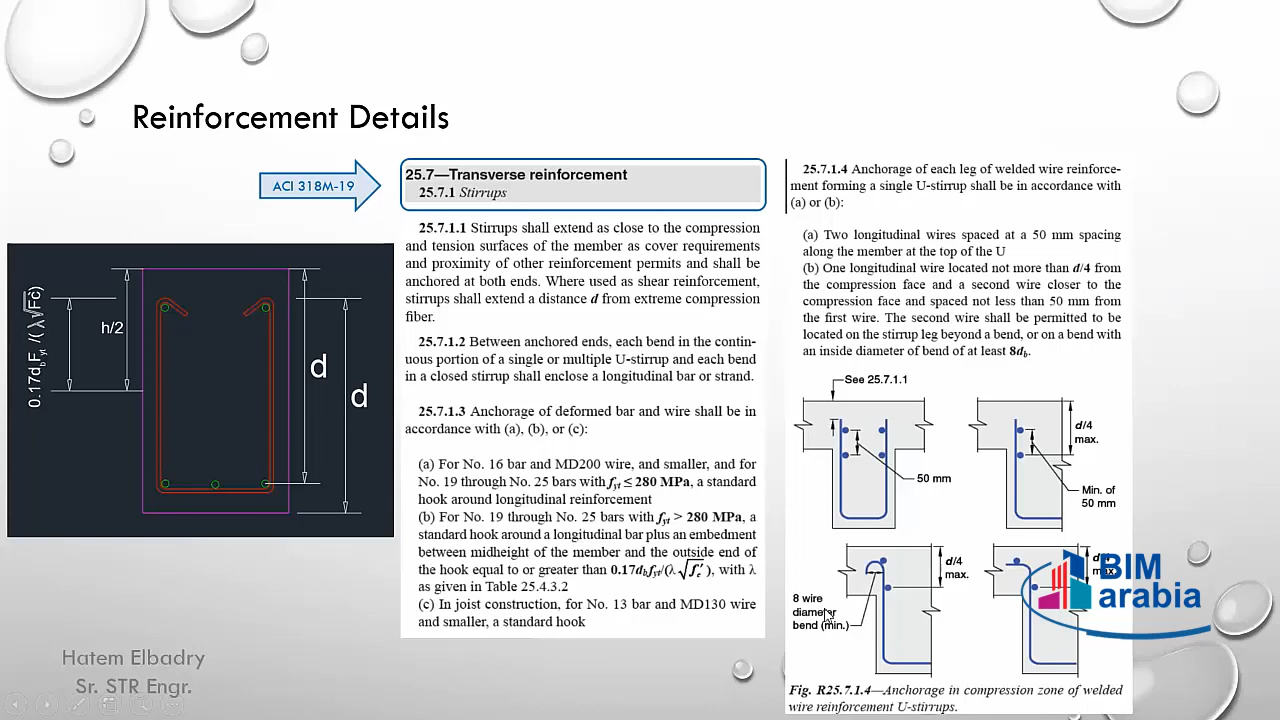 Reinforcement Details
ACI 318M-19
25.7—Transverse reinforcement
25.7.1 Stirrups
25.7.1.1 Stirrups shall extend as close to the compression
and tension surfaces of the member as cover requirements
and proximity of other reinforcement permits and shall be
anchored at both ends. Where used as shear reinforcement,
stirrups shall extend a distance d from extreme compression
fiber.
25.7.1.2 Between anchored ends, each bend in the contin-
uous portion of a single or multiple U-stirrup and each bend
in a closed stirrup shall enclose a longitudinal bar or strand.
25.7.1.3 Anchorage of deformed bar and wire shall be in
accordance with (a), (b), or (c):
(a) For No. 16 bar and MD200 wire, and smaller, and for
No. 19 through No. 25 bars with fyt ≤ 280 MPa, a standard
hook around longitudinal reinforcement
(b) For No. 19 through No. 25 bars with fyt > 280 MPa, a
standard hook around a longitudinal bar plus an embedment
between midheight of the member and the outside end of
the hook equal to or greater than 0.17dbfyt/(λ√fc′), with λ
as given in Table 25.4.3.2
(c) In joist construction, for No. 13 bar and MD130 wire
and smaller, a standard hook
25.7.1.4 Anchorage of each leg of welded wire reinforce-
ment forming a single U-stirrup shall be in accordance with
(a) or (b):
(a) Two longitudinal wires spaced at a 50 mm spacing
along the member at the top of the U
(b) One longitudinal wire located not more than d/4 from
the compression face and a second wire closer to the
compression face and spaced not less than 50 mm from
the first wire. The second wire shall be permitted to be
located on the stirrup leg beyond a bend, or on a bend with
an inside diameter of bend of at least 8db.
See 25.7.1.1
50 mm
d/4
max.
Min. of
50 mm
d/4
max.
8 wire
diameter
bend (min.)
max
Fig. R25.7.1.4—Anchorage in compression zone of welded
wire reinforcement U-stirrups.
0.17dbFyt /(λ√Fc̀)
h/2
d
d
BIM
arabia
Hatem Elbadry
Sr. STR Engr.